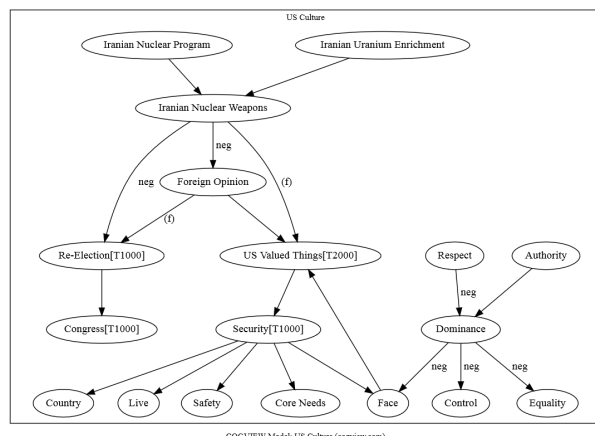 US Culture
Iranian Nuclear Program
Iranian Uranium Enrichment
Iranian Nuclear Weapons
neg
Foreign Opinion
neg
(f)
(f)
Re-Election[T1000]
US Valued Things[T2000]
Respect
Authority
neg
Congress[T1000]
Security[T1000]
Dominance
neg
neg
neg
Country
Live
Safety
Core Needs
Face
Control
Equality
COGVIEW Model: US Culture (cogview.com)